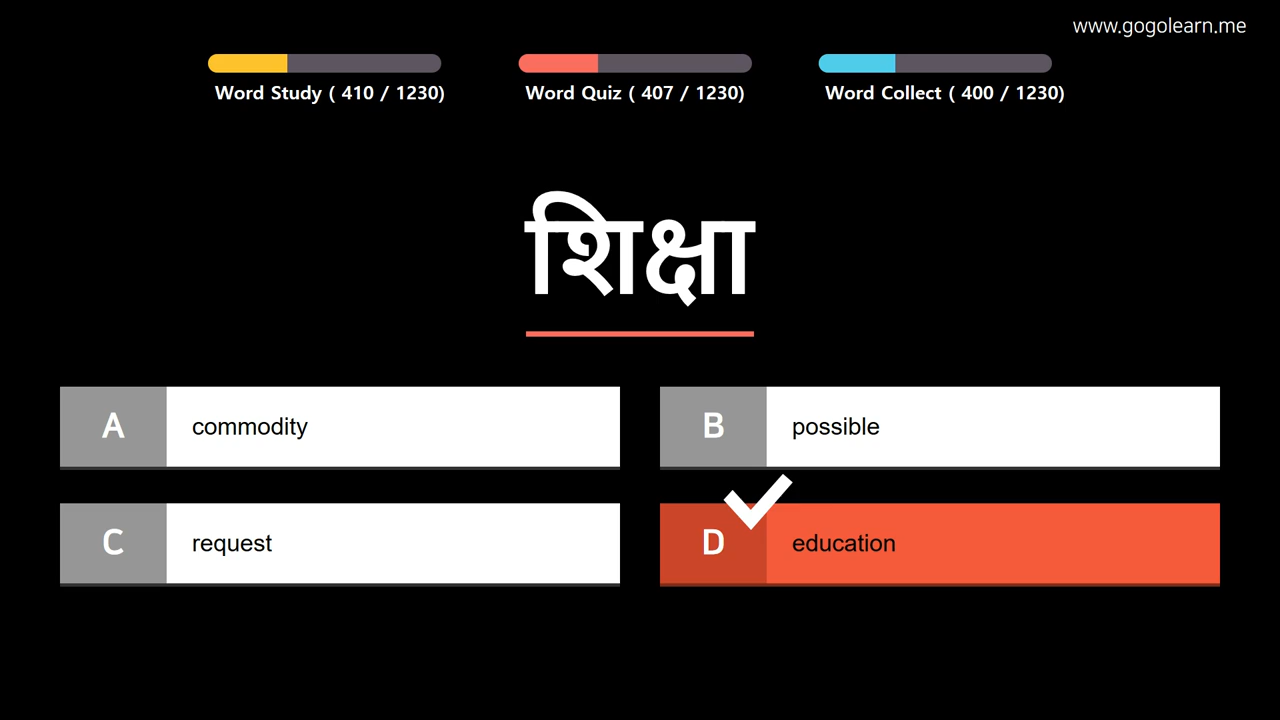 www.gogolearn.me
Word Study ( 410 / 1230)
Word Quiz ( 407 / 1230)
Word Collect ( 400 / 1230)
शिक्षा
A commodity
B possible
C request
D education